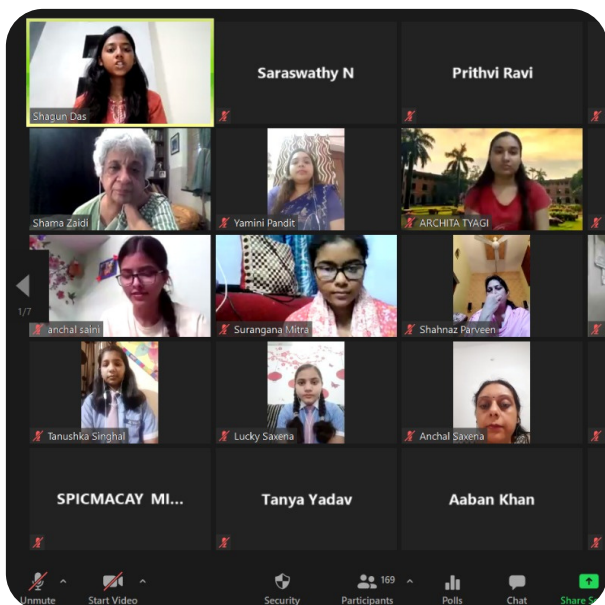 Shagun Das
Saraswathy N
Prithvi Ravi
Shama Zaidi
Yamini Pandit
ARCHITA TYAGI
1/7
anchal saini
Surangana Mitra
Shahnaz Parveen
Tanushka Singhal
Lucky Saxena
Anchal Saxena
SPICMACAY MI...
Tanya Yadav
Aaban Khan
169
Unmute
Start Video
Security
Participants
Polls
Chat
Share